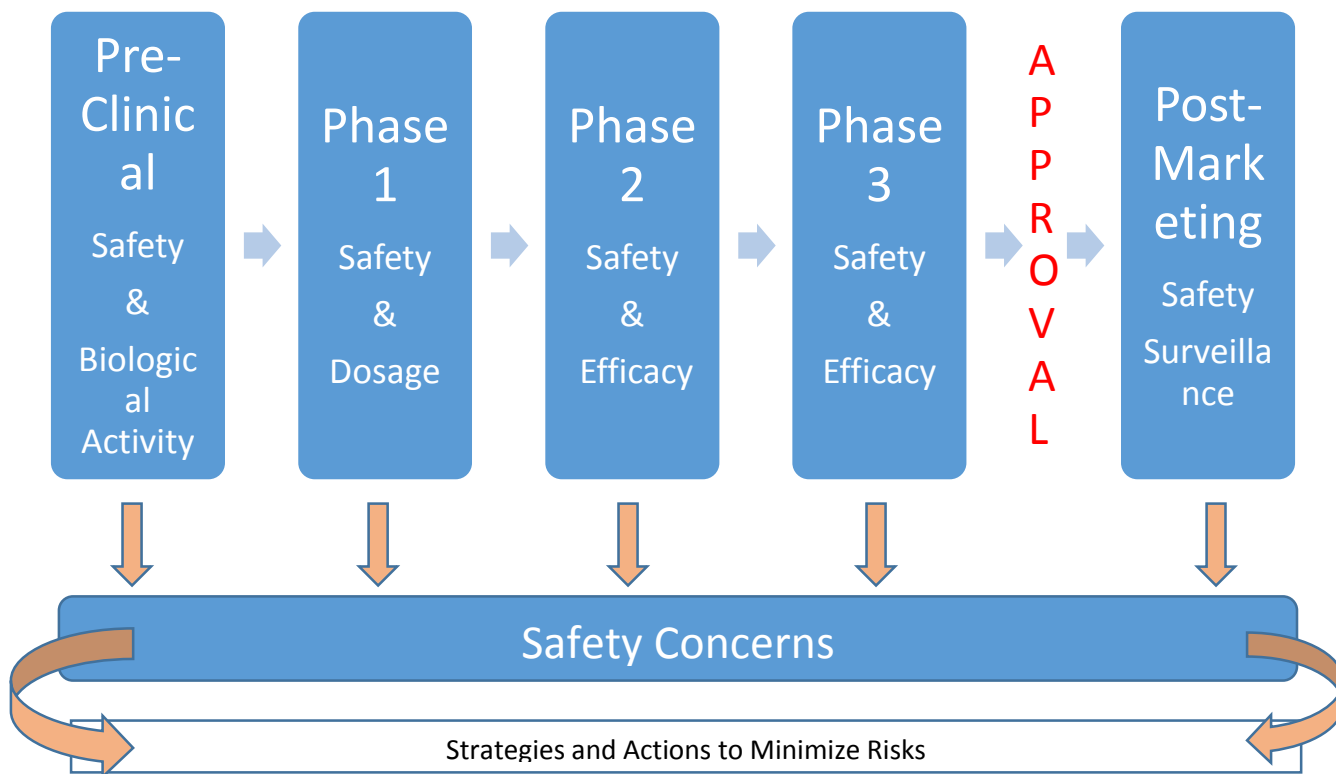 Pre-
Clinic
al
Safety
&
Biologic
al
Activity
Phase
1
Safety
&
Dosage
Phase
2
Safety
&
Efficacy
Phase
3
Safety
&
Efficacy
A
P
P
R
O
V
A
L
Post-
Mark
eting
Safety
Surveilla
nce
Safety Concerns
Strategies and Actions to Minimize Risks